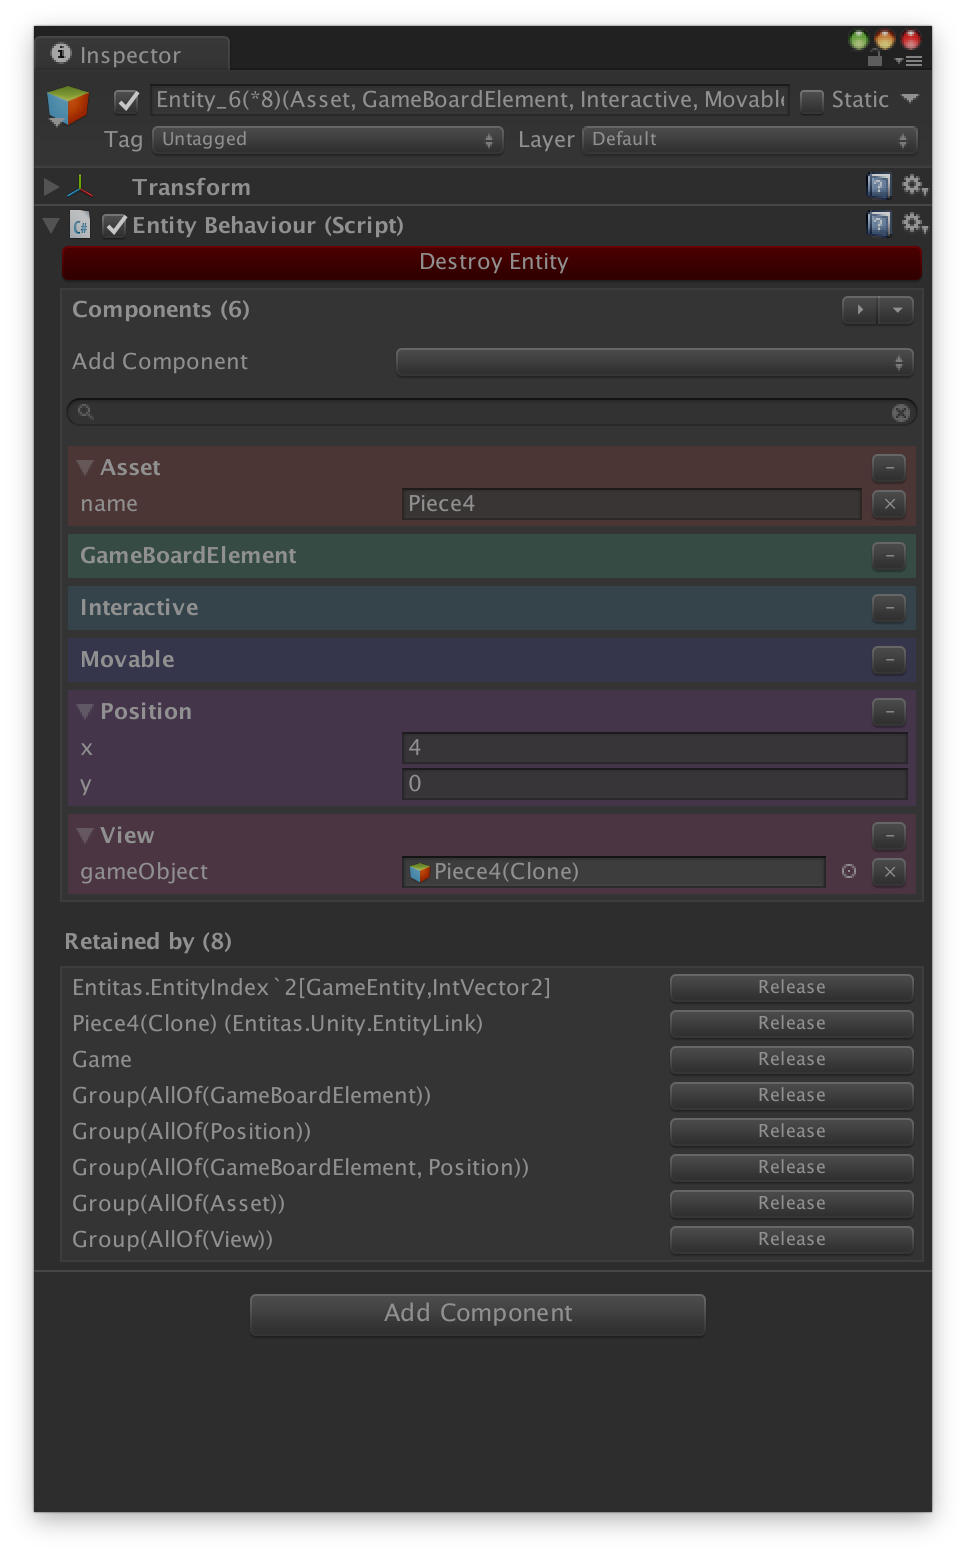 Inspector
Entity_6(*8)(Asset, GameBoardElement, Interactive, Movable
Static
Tag Untagged Layer Default
Transform
Entity Behaviour (Script)
Destroy Entity
Components (6)
Add Component
Asset
name Piece4
GameBoardElement
Interactive
Movable
Position
x 4
y 0
View
gameObject Piece4(Clone)
Retained by (8)
Entitas.EntityIndex`2[GameEntity,IntVector2] Release
Piece4(Clone) (Entitas.Unity.EntityLink) Release
Game Release
Group(AllOf(GameBoardElement)) Release
Group(AllOf(Position)) Release
Group(AllOf(GameBoardElement, Position)) Release
Group(AllOf(Asset)) Release
Group(AllOf(View)) Release
Add Component